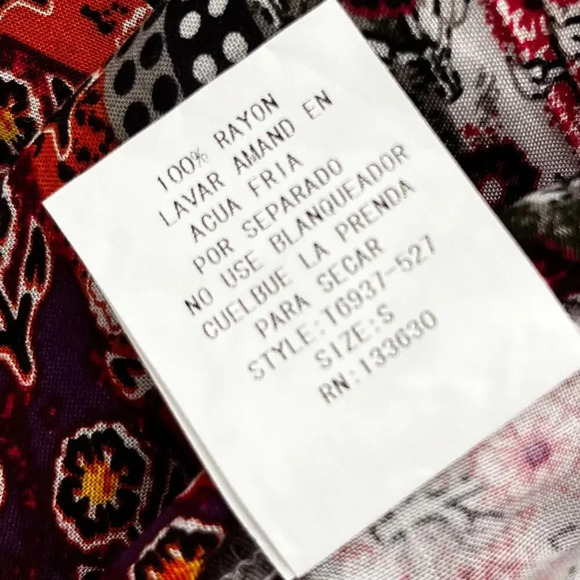 100% RAYON
LAVAR AMAND EN
ACUA FRIA
POR SEPARADO
NO USE BLANQUEADOR
CUELBUE LA PRENDA
PARA SECAR
STYLE:T6937-527
SIZE:S
RN:133630